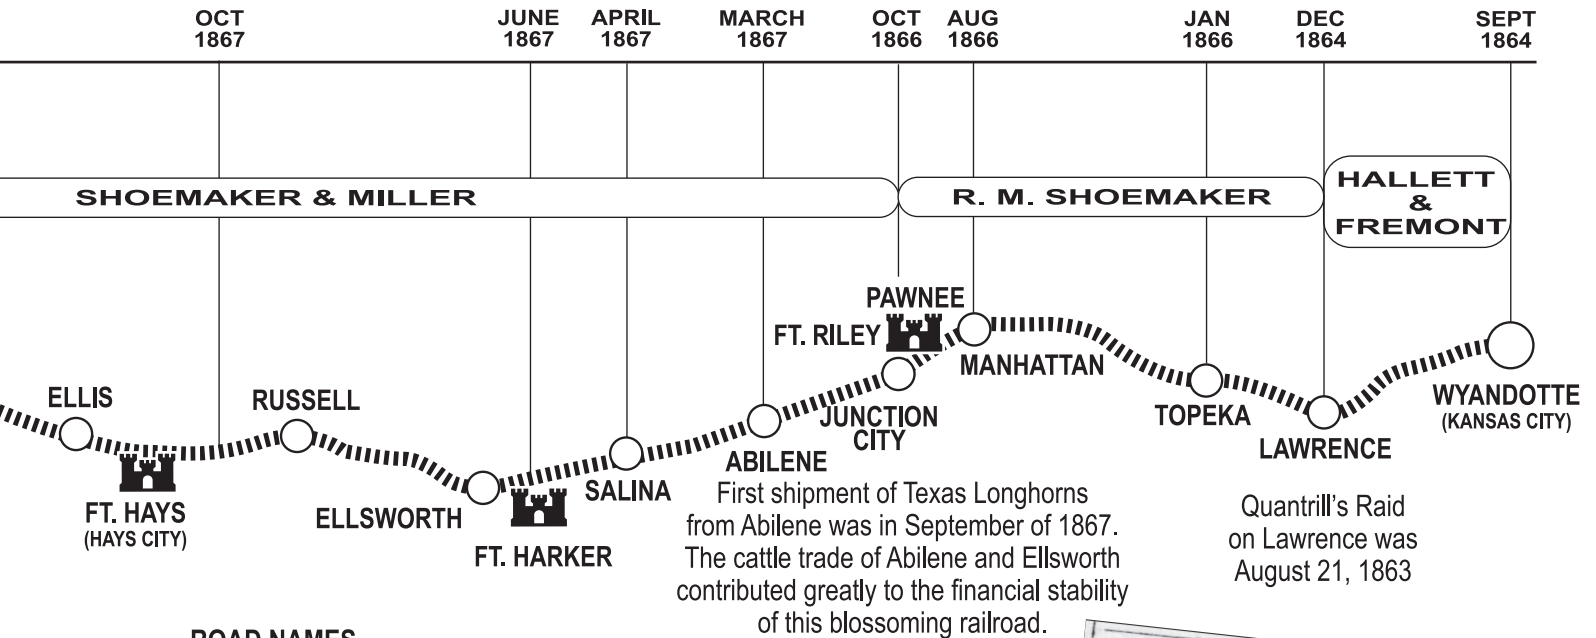 OCT
1867
JUNE
1867
APRIL
1867
MARCH
1867
OCT
1866
AUG
1866
JAN
1866
DEC
1864
SEPT
1864
SHOEMAKER & MILLER
R. M. SHOEMAKER
HALLETT
&
FREMONT
PAWNEE
FT. RILEY
MANHATTAN
ELLIS
RUSSELL
JUNCTION
CITY
TOPEKA
WYANDOTTE
(KANSAS CITY)
LAWRENCE
ABILENE
SALINA
ELLSWORTH
FT. HAYS
(HAYS CITY)
FT. HARKER
First shipment of Texas Longhorns
from Abilene was in September of 1867.
The cattle trade of Abilene and Ellsworth
contributed greatly to the financial stability
of this blossoming railroad.
Quantrill's Raid
on Lawrence was
August 21, 1863
ROAD NAMES